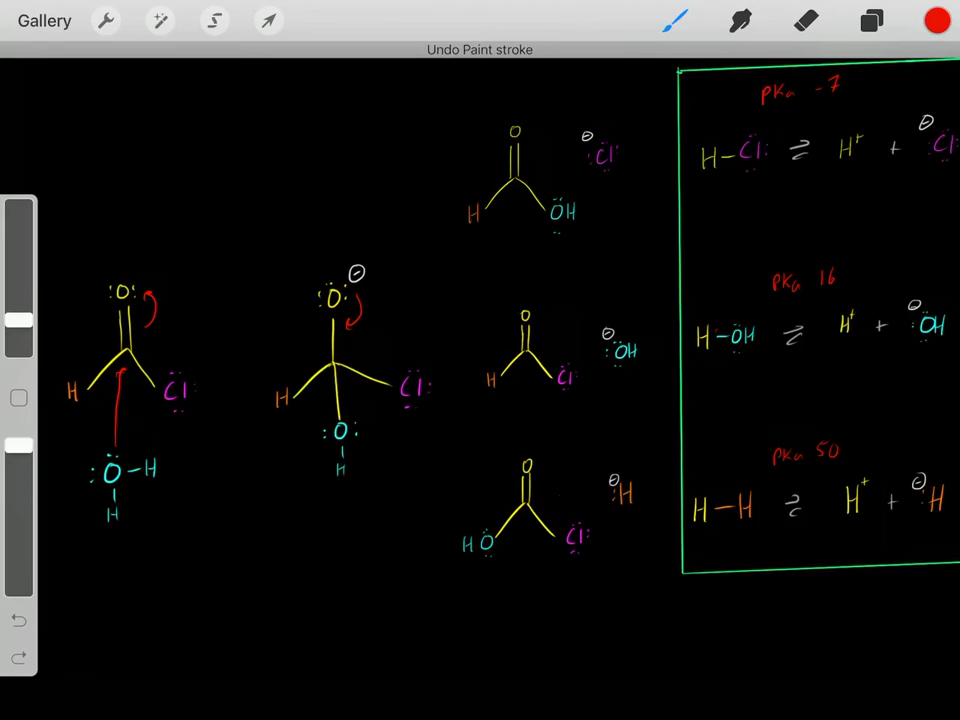 Gallery
Undo Paint stroke
pKa -7
H-Cl ⇌ H+ + ⊖Cl
O
H OH ⊖Cl
pKa 16
H-OH ⇌ H+ + ⊖OH
O
H Cl
O-H
H
O⊖
H Cl
O
H
O
H Cl ⊖OH
pKa 50
H-H ⇌ H+ + ⊖H
O
HO Cl ⊖H